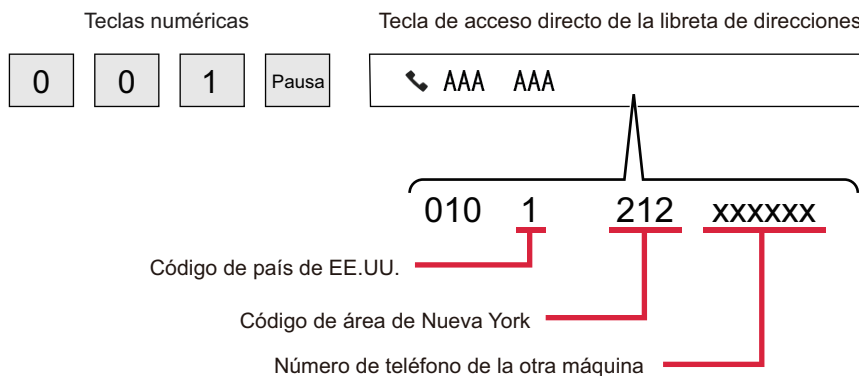 Teclas numéricas Tecla de acceso directo de la libreta de direcciones
0 0 1 Pausa AAA AAA
010 1 212 xxxxxx
Código de país de EE.UU.
Código de área de Nueva York
Número de teléfono de la otra máquina